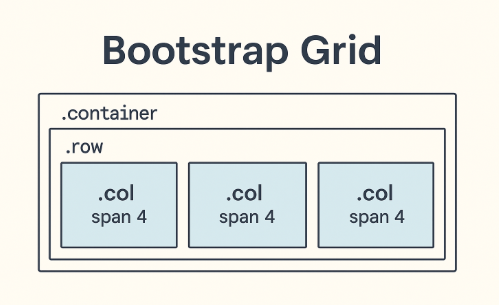 Bootstrap Grid
.container
.row
.col
span 4
.col
span 4
.col
span 4